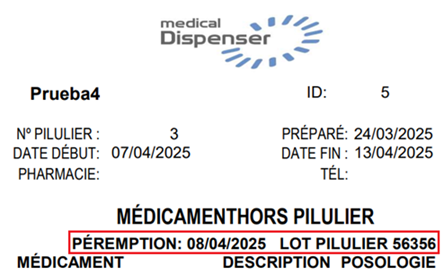 medical
Dispenser
Prueba4 ID: 5
Nº PILULIER : 3 PRÉPARÉ: 24/03/2025
DATE DÉBUT: 07/04/2025 DATE FIN : 13/04/2025
PHARMACIE: TÉL:
MÉDICAMENTHORS PILULIER
PÉREMPTION: 08/04/2025 LOT PILULIER 56356
MÉDICAMENT DESCRIPTION POSOLOGIE